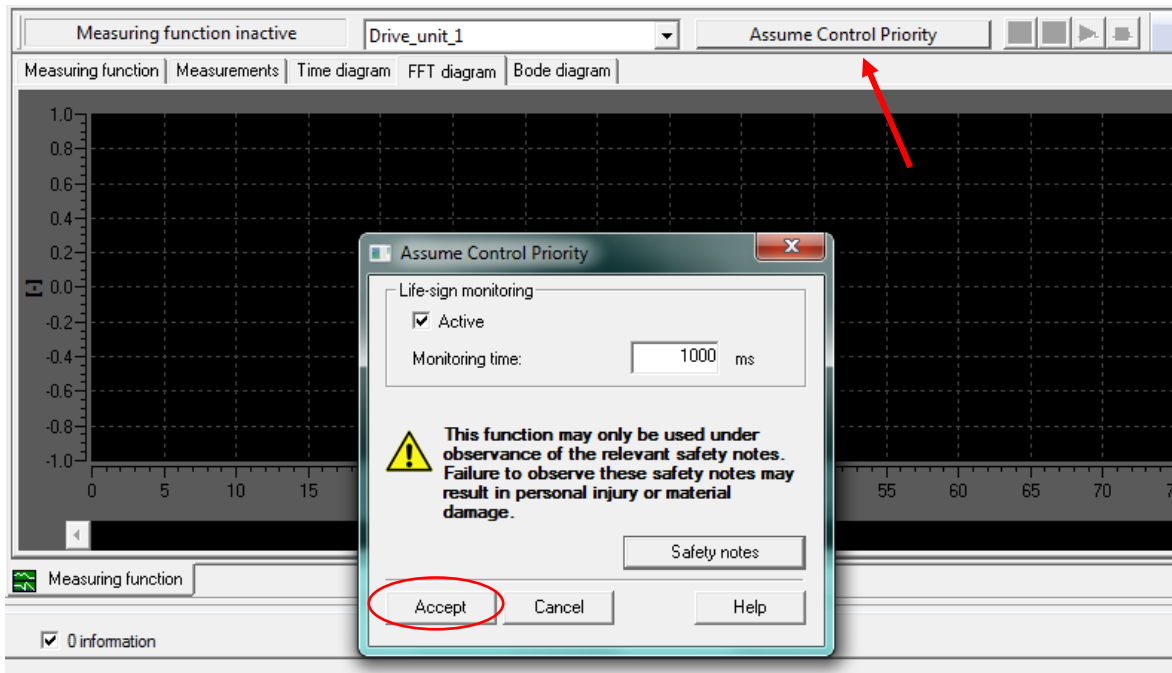 Measuring function inactive
Drive_unit_1
Assume Control Priority
Measuring function
Measurements
Time diagram
FFT diagram
Bode diagram
1.0
0.8
0.6
0.4
0.2
0.0
-0.2
-0.4
-0.6
-0.8
-1.0
0 5 10 15 55 60 65 70
Assume Control Priority
Life-sign monitoring
Active
Monitoring time: 1000 ms
This function may only be used under
observance of the relevant safety notes.
Failure to observe these safety notes may
result in personal injury or material
damage.
Safety notes
Accept Cancel Help
Measuring function
0 information